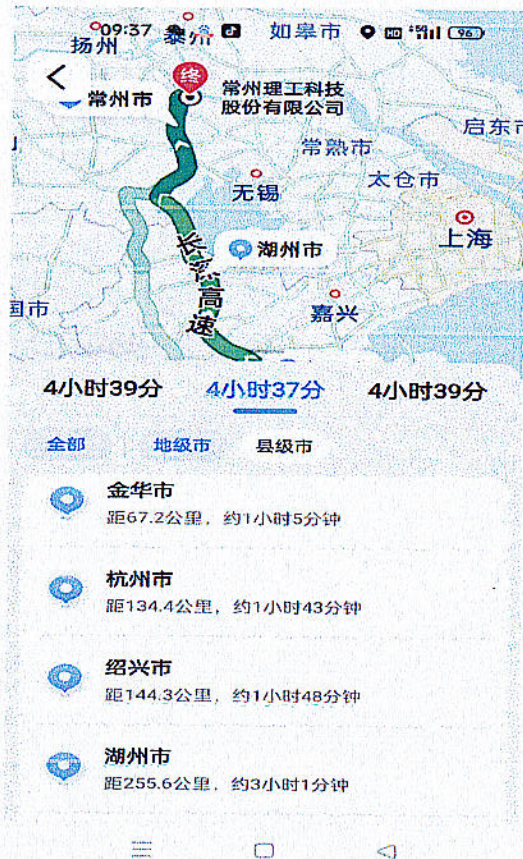 09:37
如皋市
HD
96
扬州
泰州
终
常州市
常州理工科技
股份有限公司
启东市
常熟市
太仓市
无锡
上海
湖州市
国市
嘉兴
高速
4小时39分
4小时37分
4小时39分
全部
地级市
县级市
金华市
距67.2公里，约1小时5分钟
杭州市
距134.4公里，约1小时43分钟
绍兴市
距144.3公里，约1小时48分钟
湖州市
距255.6公里，约3小时1分钟